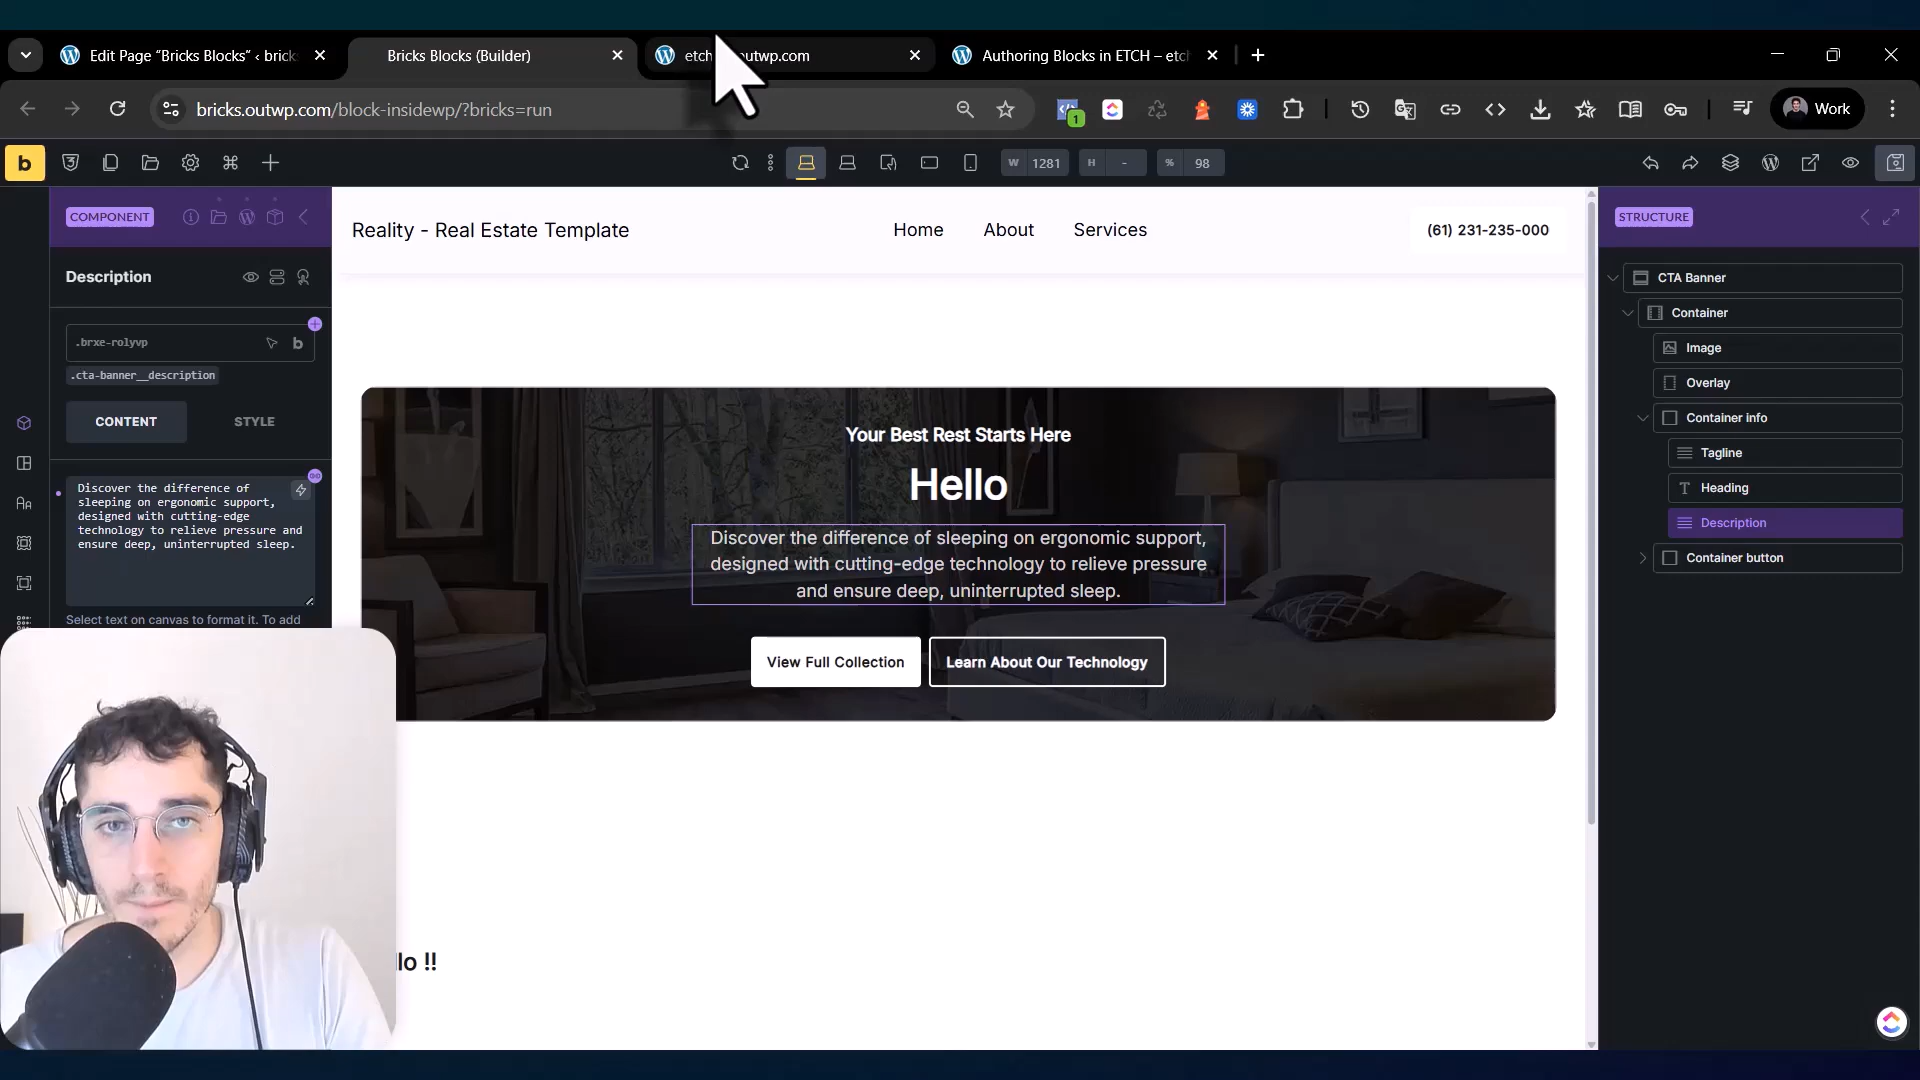 Edit Page “Bricks Blocks” ‹ bricks
Bricks Blocks (Builder)
etch
outwp.com
Authoring Blocks in ETCH – etch
bricks.outwp.com/block-insidewp/?bricks=run
1
Work
b
W 1281
H -
% 98
COMPONENT
Description
.brxe-rolyvp
b
.cta-banner__description
CONTENT
STYLE
Discover the difference of
sleeping on ergonomic support,
designed with cutting-edge
technology to relieve pressure and
ensure deep, uninterrupted sleep.
Select text on canvas to format it. To add
Reality - Real Estate Template
Home
About
Services
(61) 231-235-000
Your Best Rest Starts Here
Hello
Discover the difference of sleeping on ergonomic support,
designed with cutting-edge technology to relieve pressure
and ensure deep, uninterrupted sleep.
View Full Collection
Learn About Our Technology
lo !!
STRUCTURE
CTA Banner
Container
Image
Overlay
Container info
Tagline
Heading
Description
Container button